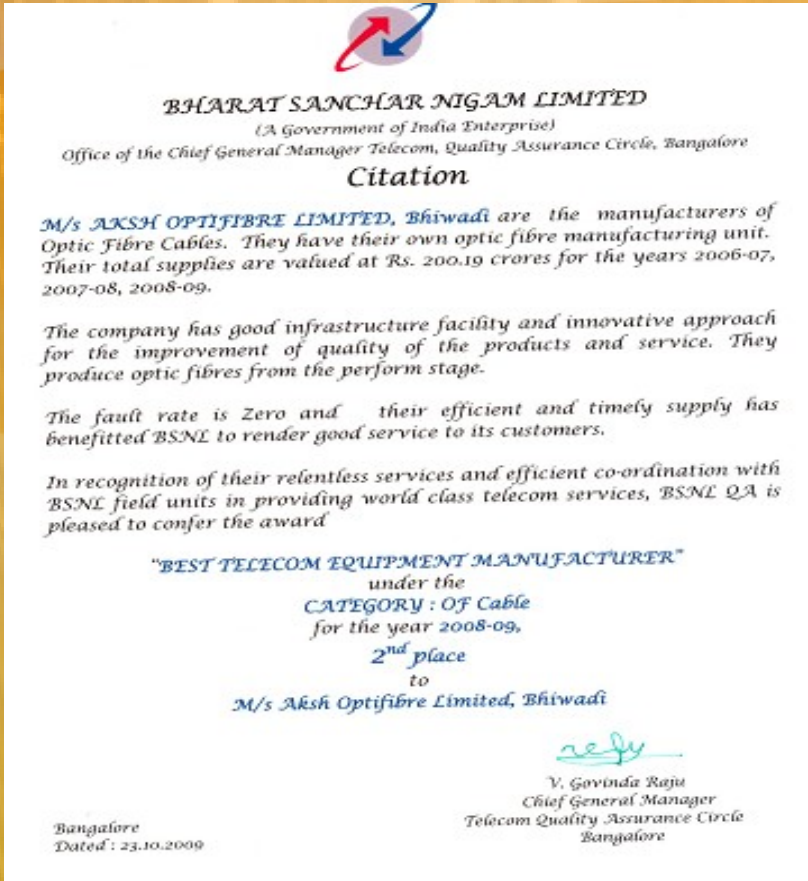 BHARAT SANCHAR NIGAM LIMITED
(A Government of India Enterprise)
Office of the Chief General Manager Telecom, Quality Assurance Circle, Bangalore
Citation
M/s AKSH OPTIFIBRE LIMITED, Bhiwadi are the manufacturers of
Optic Fibre Cables. They have their own optic fibre manufacturing unit.
Their total supplies are valued at Rs. 200.19 crores for the years 2006-07,
2007-08, 2008-09.
The company has good infrastructure facility and innovative approach
for the improvement of quality of the products and service. They
produce optic fibres from the perform stage.
The fault rate is Zero and their efficient and timely supply has
benefitted BSNL to render good service to its customers.
In recognition of their relentless services and efficient co-ordination with
BSNL field units in providing world class telecom services, BSNL QA is
pleased to confer the award
"BEST TELECOM EQUIPMENT MANUFACTURER"
under the
CATEGORY : OF Cable
for the year 2008-09,
2nd place
to
M/s Aksh Optifibre Limited, Bhiwadi
V. Govinda Raju
Chief General Manager
Telecom Quality Assurance Circle
Bangalore
Bangalore
Dated : 23.10.2009